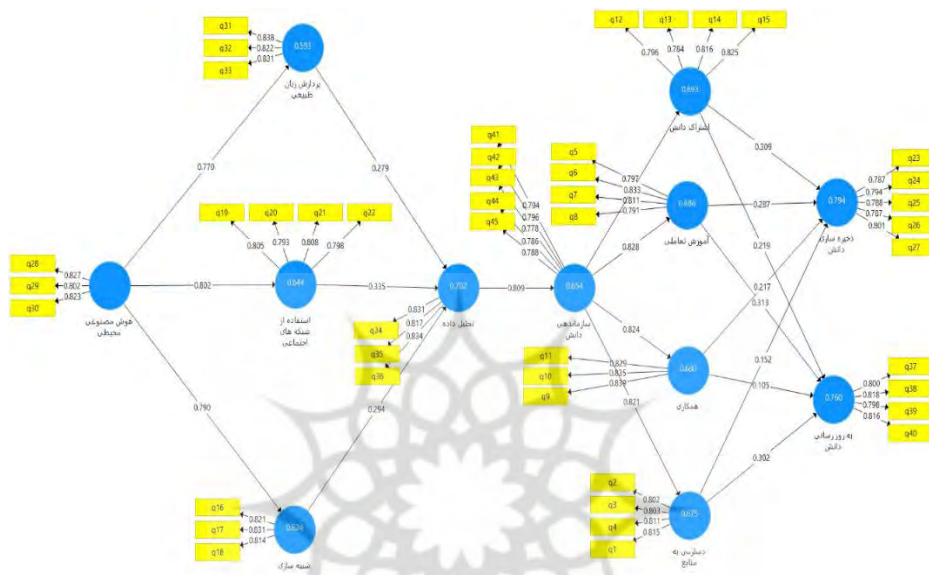 q31
q32
q33
0.838
0.822
0.831
0.593
پردازش زبان
طبیعی
q12
q13
q14
q15
0.796
0.784
0.816
0.825
0.693
اشتراک دانش
q41
q42
q43
q44
q45
0.794
0.796
0.778
0.786
0.788
q5
q6
q7
q8
0.797
0.833
0.811
0.791
0.686
آموزش تعاملی
q23
q24
q25
q26
q27
0.787
0.794
0.788
0.787
0.801
0.794
ذخیره سازی
دانش
0.779
0.279
0.309
0.287
0.219
0.217
0.313
0.152
0.105
0.302
q19
q20
q21
q22
0.805
0.793
0.808
0.798
0.644
استفاده از
شبکه های
اجتماعی
q28
q29
q30
0.827
0.802
0.823
هوش مصنوعی
محیطی
0.802
0.335
0.702
تحلیل داده
0.809
0.654
سازماندهی
دانش
0.828
0.824
0.821
q34
q35
q36
0.831
0.817
0.834
q11
q10
q9
0.829
0.835
0.839
همکاری
q37
q38
q39
q40
0.800
0.818
0.798
0.816
0.760
به روز رسانی
دانش
0.790
0.294
q16
q17
q18
0.821
0.831
0.814
0.624
شبیه سازی
q2
q3
q4
q1
0.802
0.803
0.811
0.815
0.675
دسترسی به
منابع